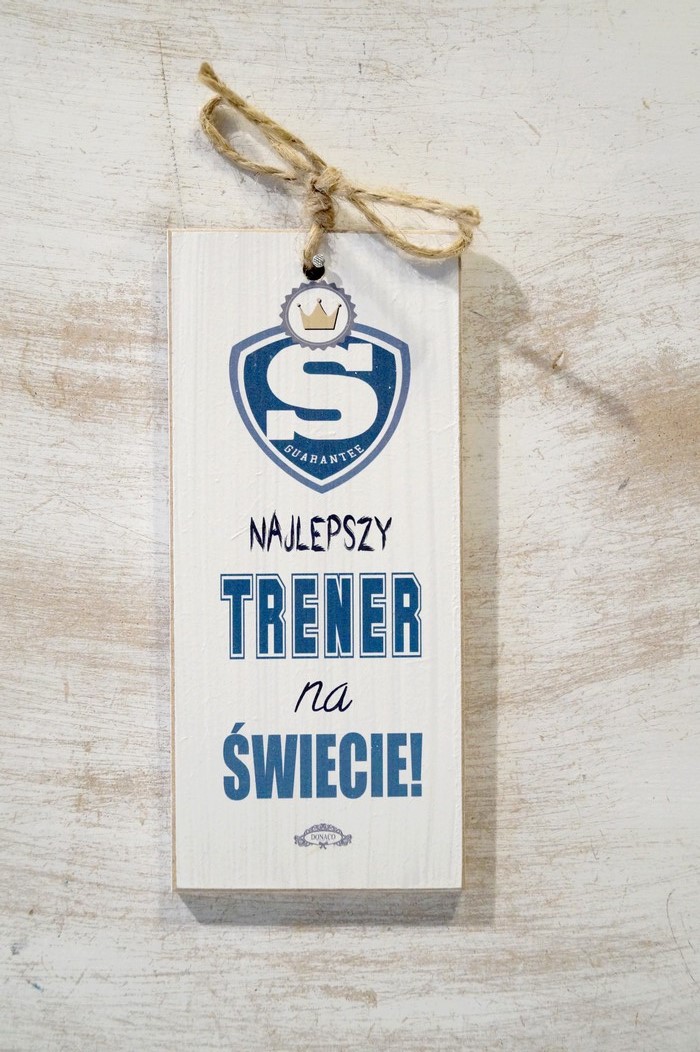 S
GUARANTEE
NAJLEPSZY
TRENER
na
ŚWIECIE!
DONACO